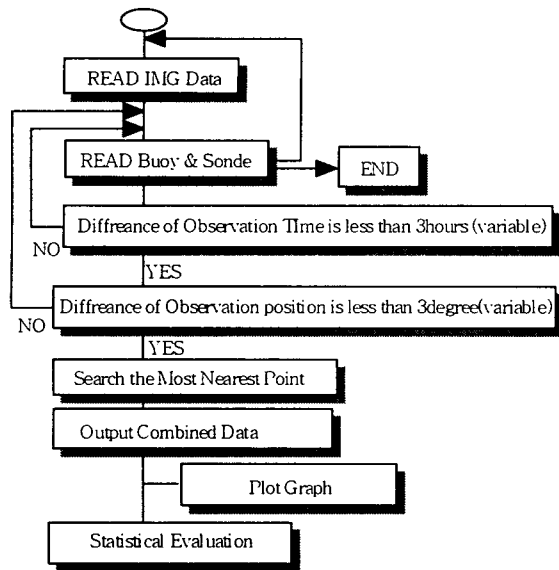 READ IMG Data
READ Buoy & Sonde
END
Diffreance of Observation TIme is less than 3hours (variable)
NO
YES
Diffreance of Observation position is less than 3degree(variable)
NO
YES
Search the Most Nearest Point
Output Combined Data
Plot Graph
Statistical Evaluation